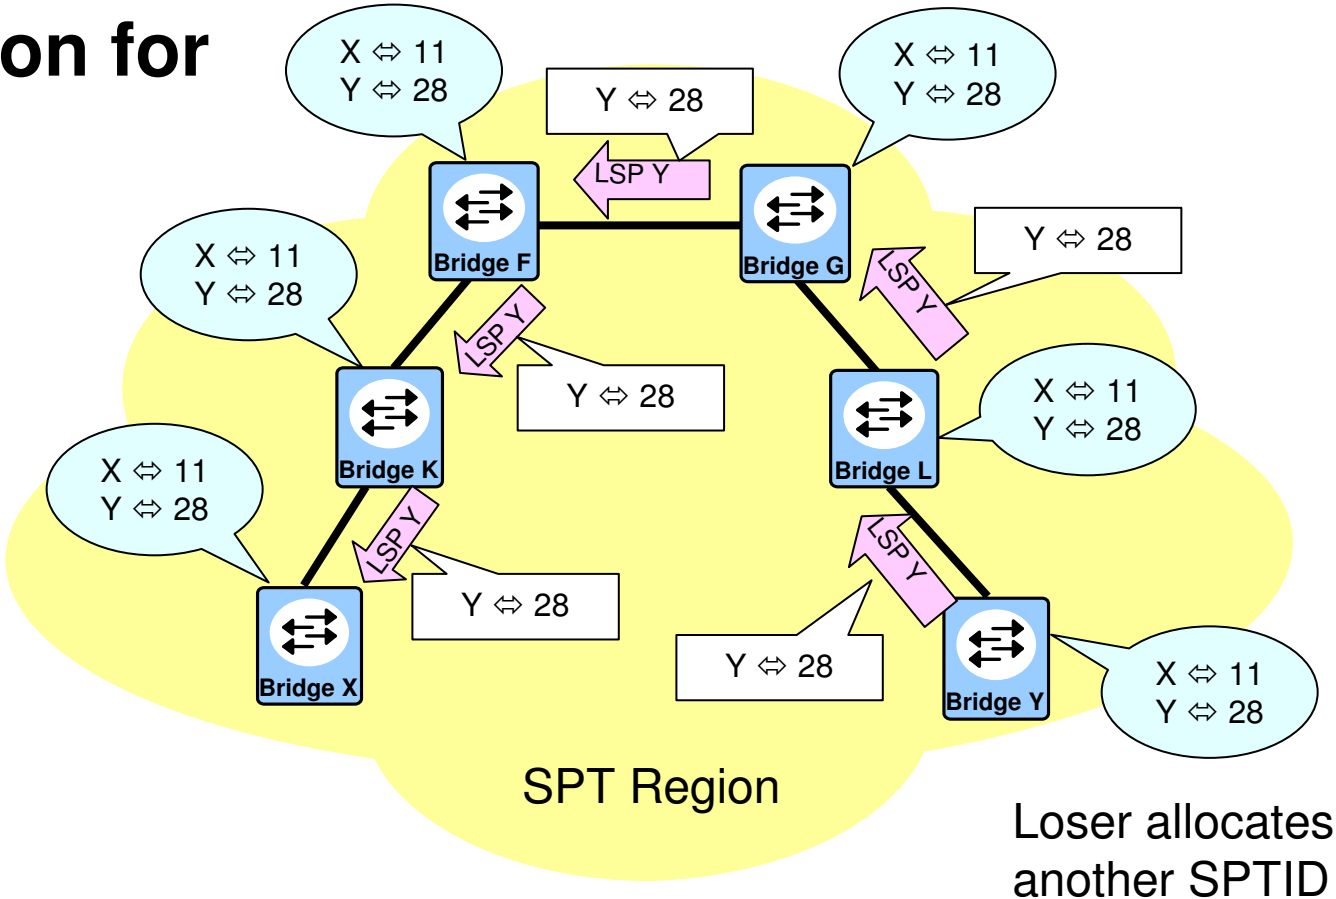 on for
X ⇔ 11
Y ⇔ 28
Y ⇔ 28
X ⇔ 11
Y ⇔ 28
LSP Y
Bridge F
Bridge G
X ⇔ 11
Y ⇔ 28
Y ⇔ 28
LSP Y
LSP Y
Y ⇔ 28
X ⇔ 11
Y ⇔ 28
Bridge K
Bridge L
X ⇔ 11
Y ⇔ 28
LSP Y
LSP Y
Y ⇔ 28
Y ⇔ 28
Bridge X
Bridge Y
X ⇔ 11
Y ⇔ 28
SPT Region
Loser allocates
another SPTID